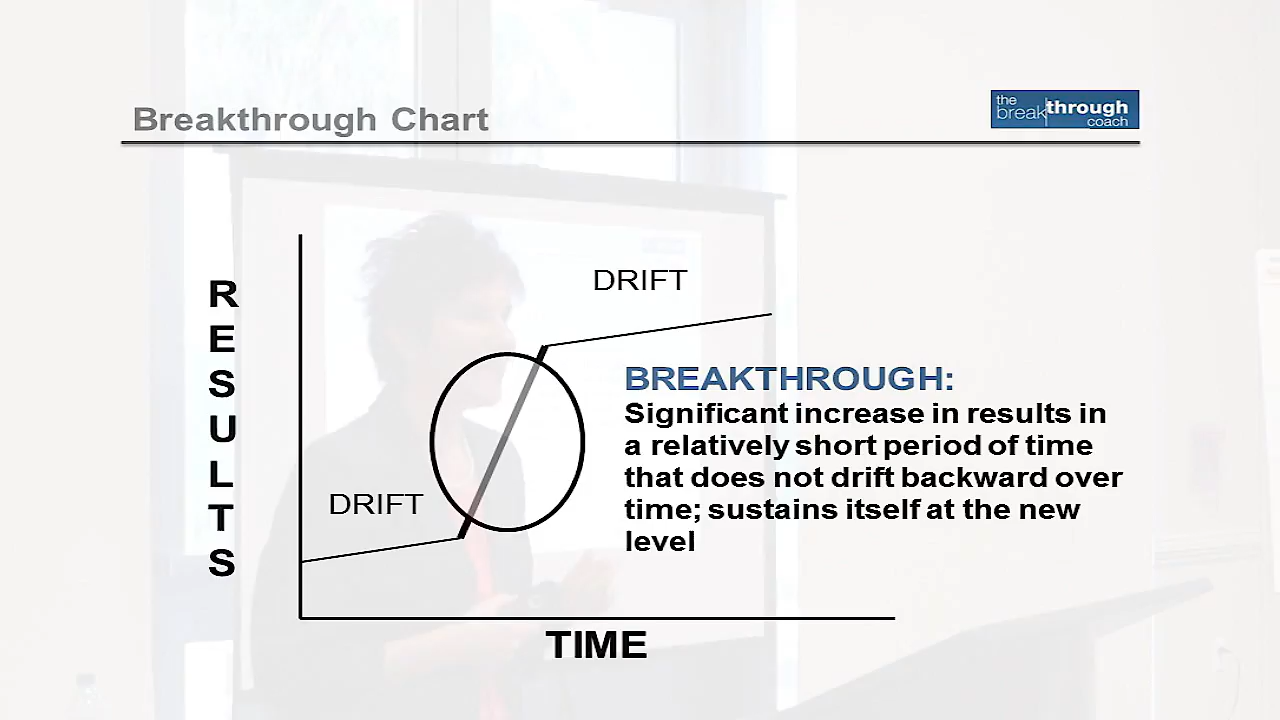 Breakthrough Chart
the
breakthrough
coach
DRIFT
R
E
S
U
L
T
S
BREAKTHROUGH:
Significant increase in results in
a relatively short period of time
that does not drift backward over
time; sustains itself at the new
level
DRIFT
TIME